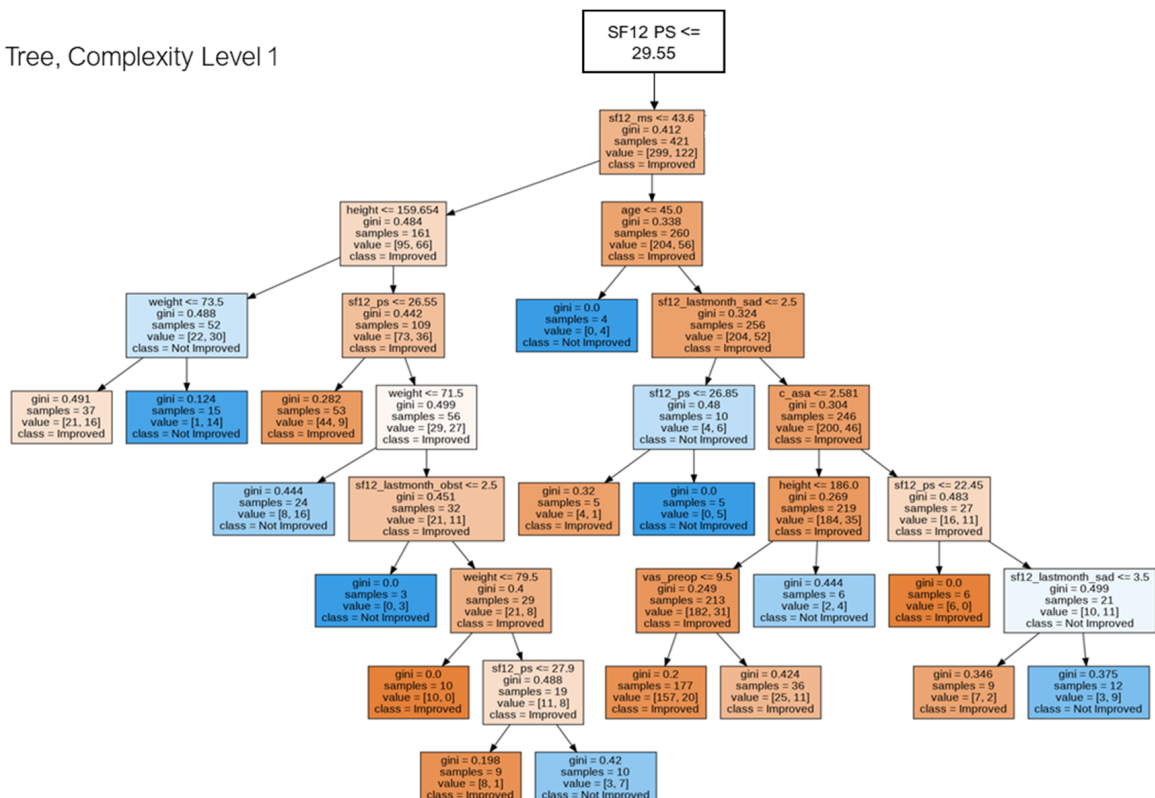 Tree, Complexity Level 1
SF12 PS <=
29.55
sf12_ms <= 43.6
gini = 0.412
samples = 421
value = [299, 122]
class = Improved
height <= 159.654
gini = 0.484
samples = 161
value = [95, 66]
class = Improved
age <= 45.0
gini = 0.338
samples = 260
value = [204, 56]
class = Improved
weight <= 73.5
gini = 0.488
samples = 52
value = [22, 30]
class = Not Improved
sf12_ps <= 26.55
gini = 0.442
samples = 109
value = [73, 36]
class = Improved
gini = 0.0
samples = 4
value = [0, 4]
class = Not Improved
sf12_lastmonth_sad <= 2.5
gini = 0.324
samples = 256
value = [204, 52]
class = Improved
gini = 0.491
samples = 37
value = [21, 16]
class = Improved
gini = 0.124
samples = 15
value = [1, 14]
class = Not Improved
gini = 0.282
samples = 53
value = [44, 9]
class = Improved
weight <= 71.5
gini = 0.499
samples = 56
value = [29, 27]
class = Improved
sf12_ps <= 26.85
gini = 0.48
samples = 10
value = [4, 6]
class = Not Improved
c_asa <= 2.581
gini = 0.304
samples = 246
value = [200, 46]
class = Improved
gini = 0.444
samples = 24
value = [8, 16]
class = Not Improved
sf12_lastmonth_obst <= 2.5
gini = 0.451
samples = 32
value = [21, 11]
class = Improved
gini = 0.32
samples = 5
value = [4, 1]
class = Improved
gini = 0.0
samples = 5
value = [0, 5]
class = Not Improved
height <= 186.0
gini = 0.269
samples = 219
value = [184, 35]
class = Improved
sf12_ps <= 22.45
gini = 0.483
samples = 27
value = [16, 11]
class = Improved
gini = 0.0
samples = 3
value = [0, 3]
class = Not Improved
weight <= 79.5
gini = 0.4
samples = 29
value = [21, 8]
class = Improved
vas_preop <= 9.5
gini = 0.249
samples = 213
value = [182, 31]
class = Improved
gini = 0.444
samples = 6
value = [2, 4]
class = Not Improved
gini = 0.0
samples = 6
value = [6, 0]
class = Improved
sf12_lastmonth_sad <= 3.5
gini = 0.499
samples = 21
value = [10, 11]
class = Not Improved
gini = 0.0
samples = 10
value = [10, 0]
class = Improved
sf12_ps <= 27.9
gini = 0.488
samples = 19
value = [11, 8]
class = Improved
gini = 0.2
samples = 177
value = [157, 20]
class = Improved
gini = 0.424
samples = 36
value = [25, 11]
class = Improved
gini = 0.346
samples = 9
value = [7, 2]
class = Improved
gini = 0.375
samples = 12
value = [3, 9]
class = Not Improved
gini = 0.198
samples = 9
value = [8, 1]
class = Improved
gini = 0.42
samples = 10
value = [3, 7]
class = Not Improved